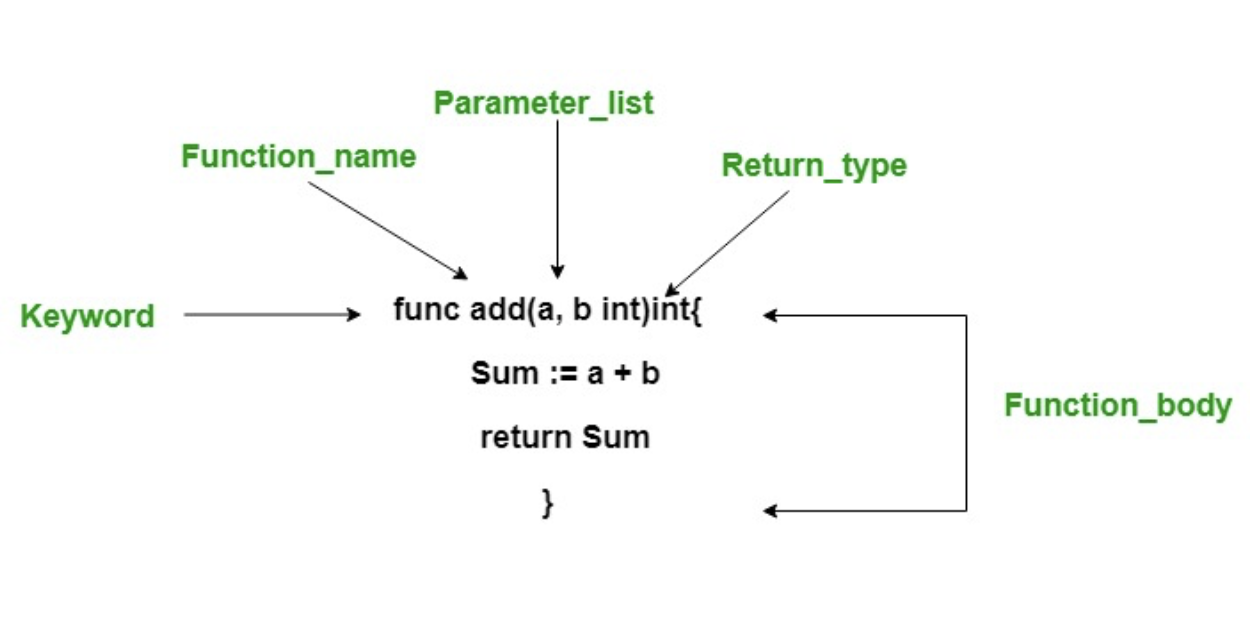 Parameter_list
Function_name
Return_type
Keyword
func add(a, b int)int{
Sum := a + b
Function_body
return Sum
}